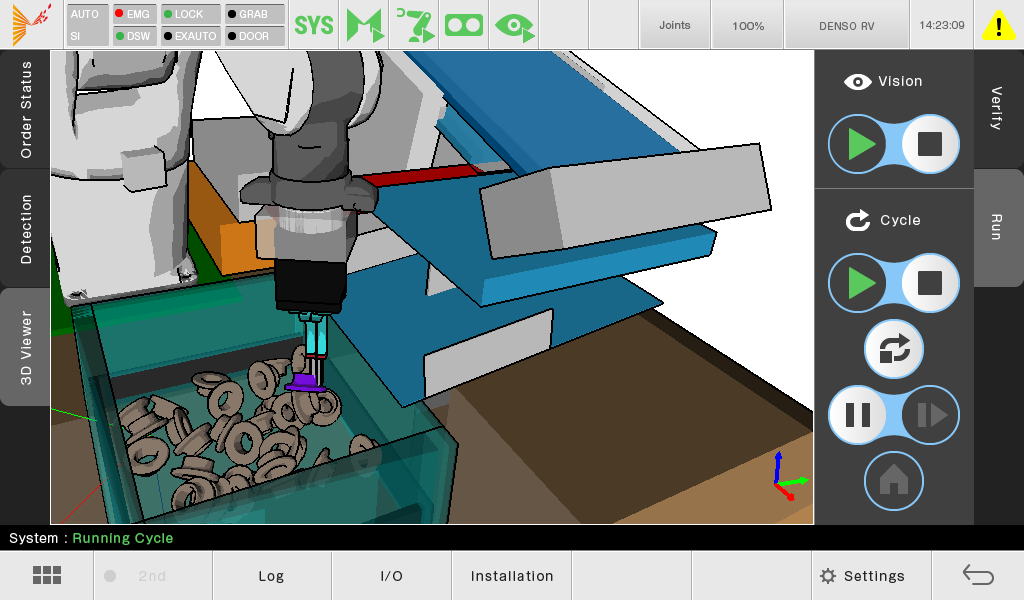 AUTO
SI
EMG
DSW
LOCK
EXAUTO
GRAB
DOOR
SYS
Joints
100%
DENSO RV
14:23:09
Order Status
Detection
3D Viewer
Vision
Cycle
Verify
Run
System : Running Cycle
2nd
Log
I/O
Installation
Settings